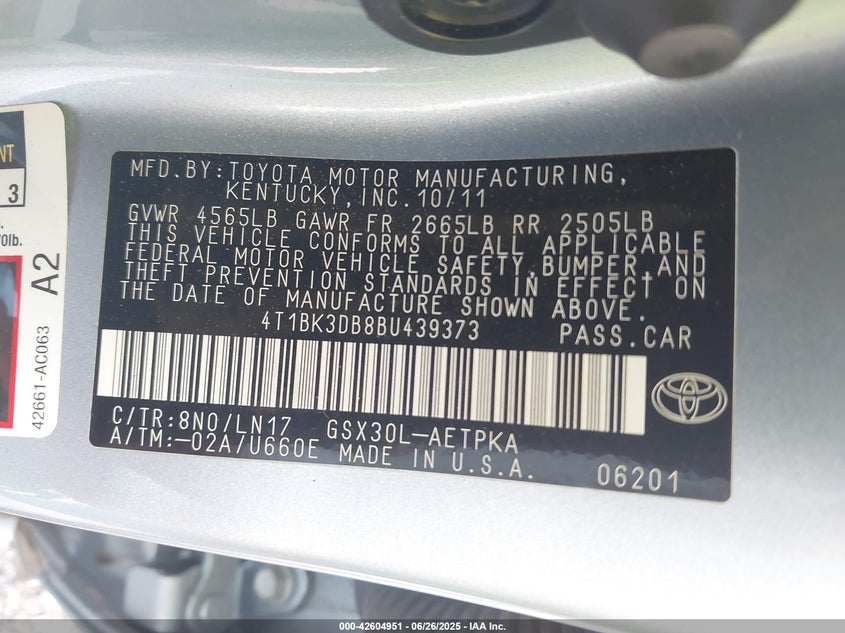 NT
3
.
0lb.
A2
42661-AC063
MFD.BY:TOYOTA MOTOR MANUFACTURING,
KENTUCKY,INC.10/11
GVWR 4565LB GAWR FR 2665LB RR 2505LB
THIS VEHICLE CONFORMS TO ALL APPLICABLE
FEDERAL MOTOR VEHICLE SAFETY,BUMPER,AND
THEFT PREVENTION STANDARDS IN EFFECT ON
THE DATE OF MANUFACTURE SHOWN ABOVE.
4T1BK3DB8BU439373 PASS.CAR
C/TR:8N0/LN17 GSX30L-AETPKA
A/TM:-02A/U660E MADE IN U.S.A. 06201
000-42604951 | 06/26/2025 - IAA Inc.